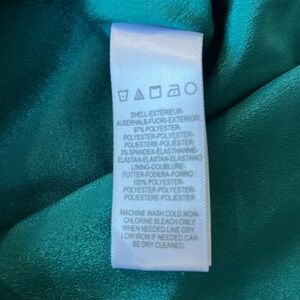 SHELL-EXTÉRIEUR-
AUßERHALB-FUORI-EXTERIOR
97% POLYESTER-
POLYESTER-POLYESTER-
POLIESTERE-POLIÉSTER
3% SPANDEX-ÉLASTHANNE-
ELASTAN-ELASTAN-ELASTANO
LINING-DOUBLURE-
FUTTER-FODERA-FORRO
100% POLYESTER-
POLYESTER-POLYESTER-
POLIESTERE-POLIÉSTER
MACHINE WASH COLD.NON-
CHLORINE BLEACH ONLY
WHEN NEEDED.LINE DRY.
LOW IRON IF NEEDED.CAN
BE DRY CLEANED.